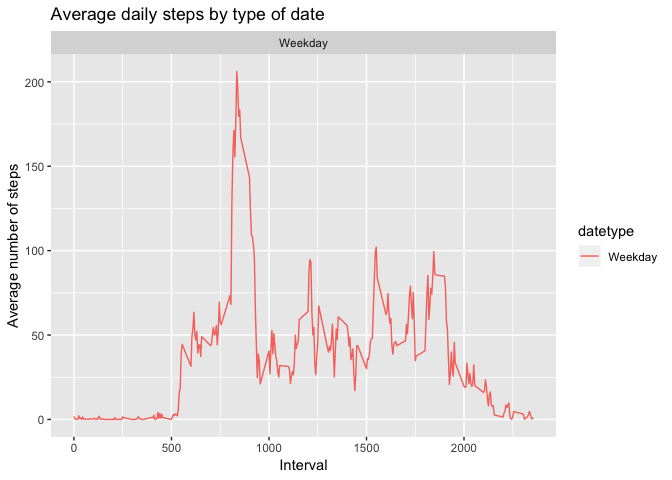 Average daily steps by type of date
Weekday
200
150
100
50
0
Average number of steps
0 500 1000 1500 2000
Interval
datetype
Weekday